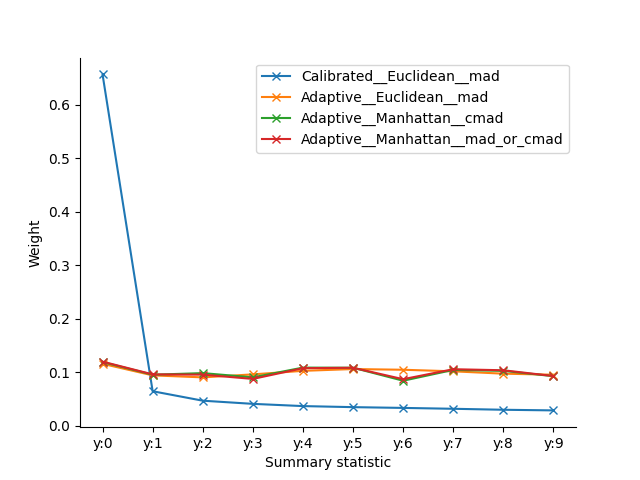 Calibrated__Euclidean__mad
Adaptive__Euclidean__mad
Adaptive__Manhattan__cmad
Adaptive__Manhattan__mad_or_cmad
Weight
0.6
0.5
0.4
0.3
0.2
0.1
0.0
y:0 y:1 y:2 y:3 y:4 y:5 y:6 y:7 y:8 y:9
Summary statistic